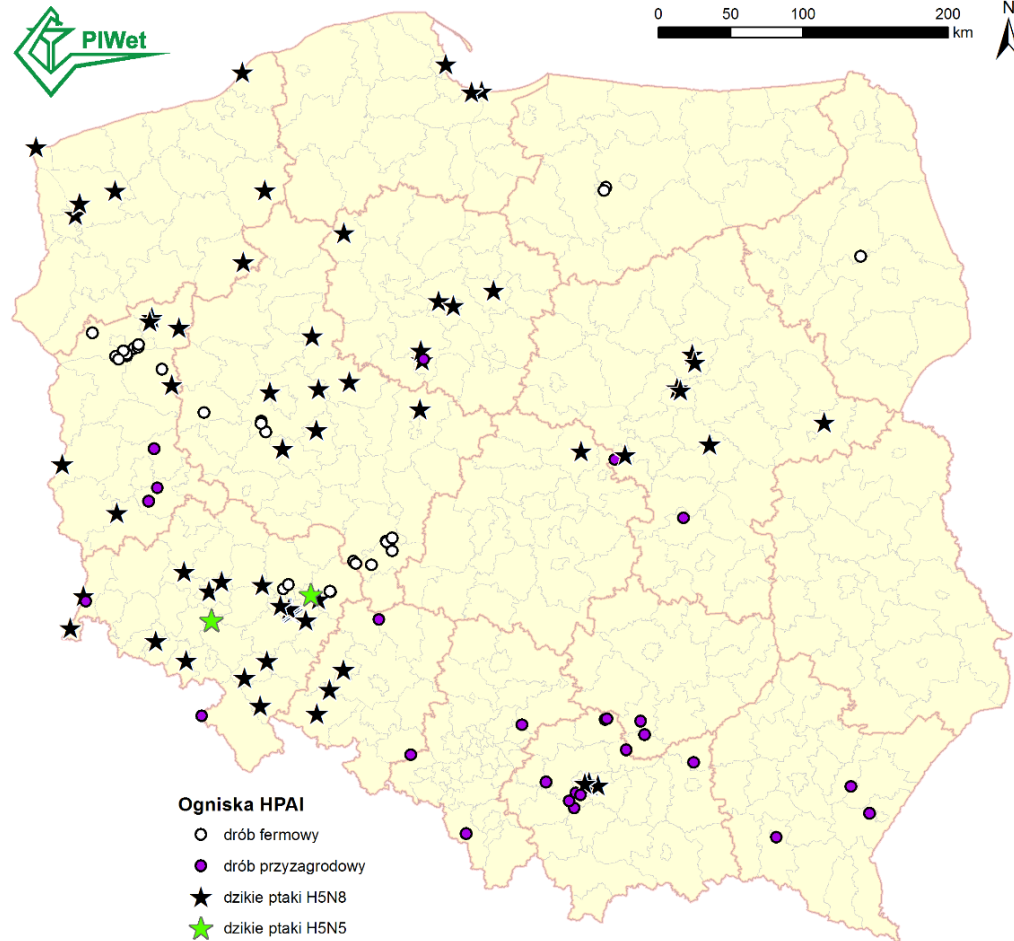 PIWet
0 50 100 200
km
N
Ogniska HPAI
drób fermowy
drób przyzagrodowy
dzikie ptaki H5N8
dzikie ptaki H5N5